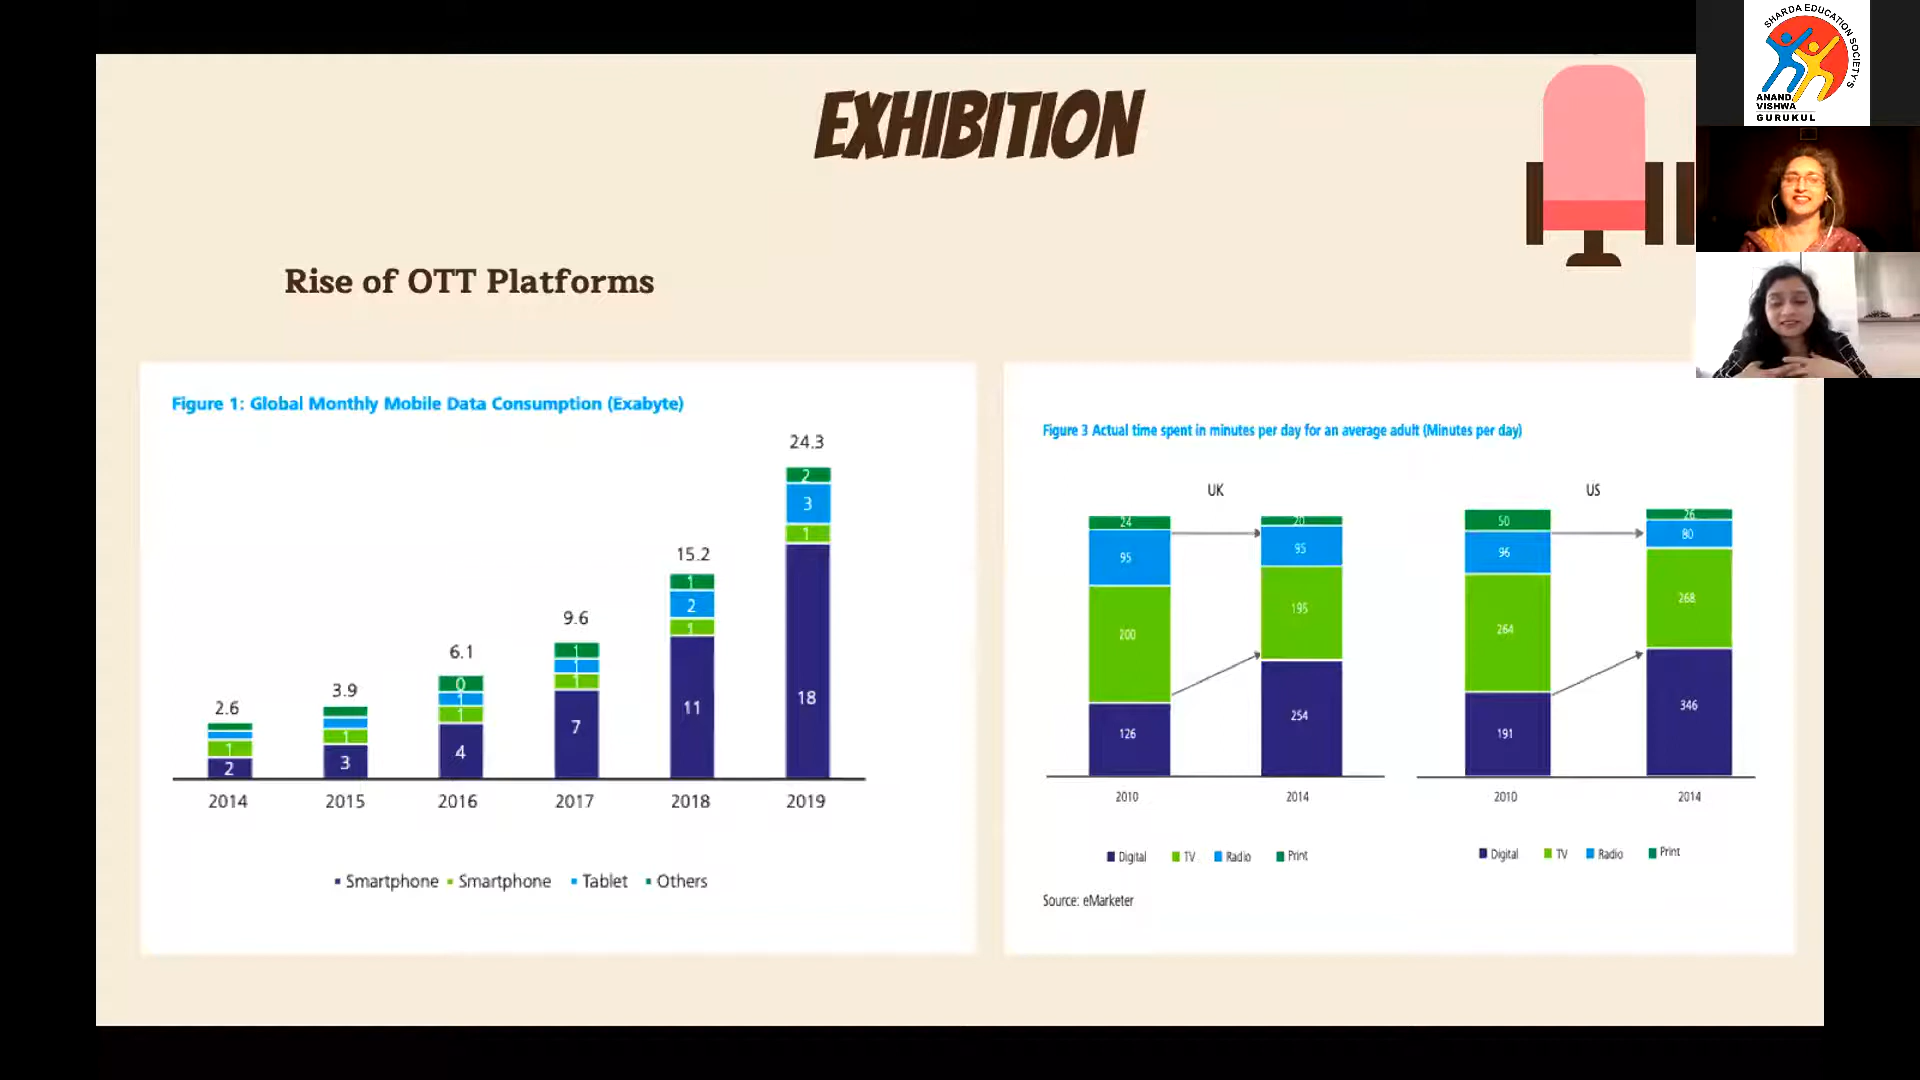 EXHIBITION
SHARDA EDUCATION SOCIETY'S
ANAND
VISHWA
GURUKUL
Rise of OTT Platforms
Figure 1: Global Monthly Mobile Data Consumption (Exabyte)
2.6
3.9
6.1
9.6
15.2
24.3
1
2
1
3
0
1
1
4
1
1
1
7
1
2
1
11
2
3
1
18
2014 2015 2016 2017 2018 2019
Smartphone Smartphone Tablet Others
Figure 3 Actual time spent in minutes per day for an average adult (Minutes per day)
UK
24
95
200
126
20
95
195
254
2010 2014
Digital TV Radio Print
US
50
96
264
191
26
80
268
346
2010 2014
Digital TV Radio Print
Source: eMarketer